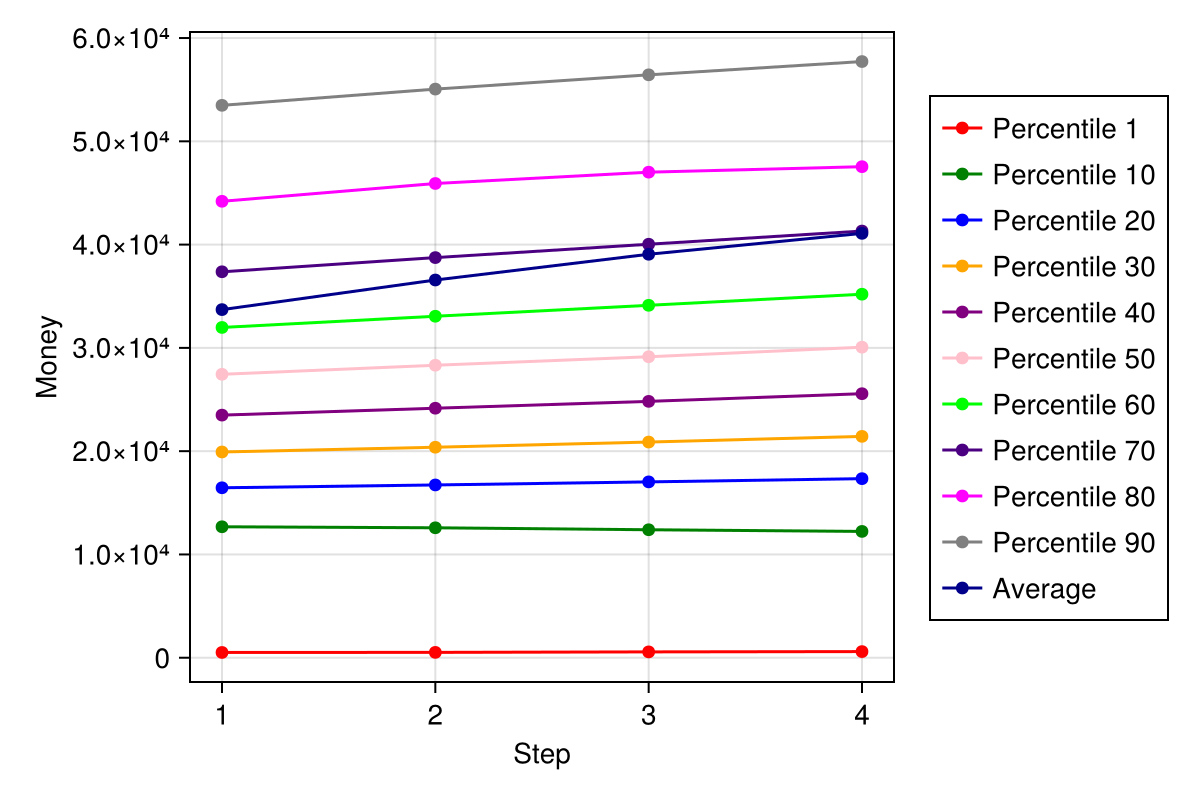 6.0×10⁴
5.0×10⁴
4.0×10⁴
3.0×10⁴
2.0×10⁴
1.0×10⁴
0
Money
1 2 3 4
Step
Percentile 1
Percentile 10
Percentile 20
Percentile 30
Percentile 40
Percentile 50
Percentile 60
Percentile 70
Percentile 80
Percentile 90
Average